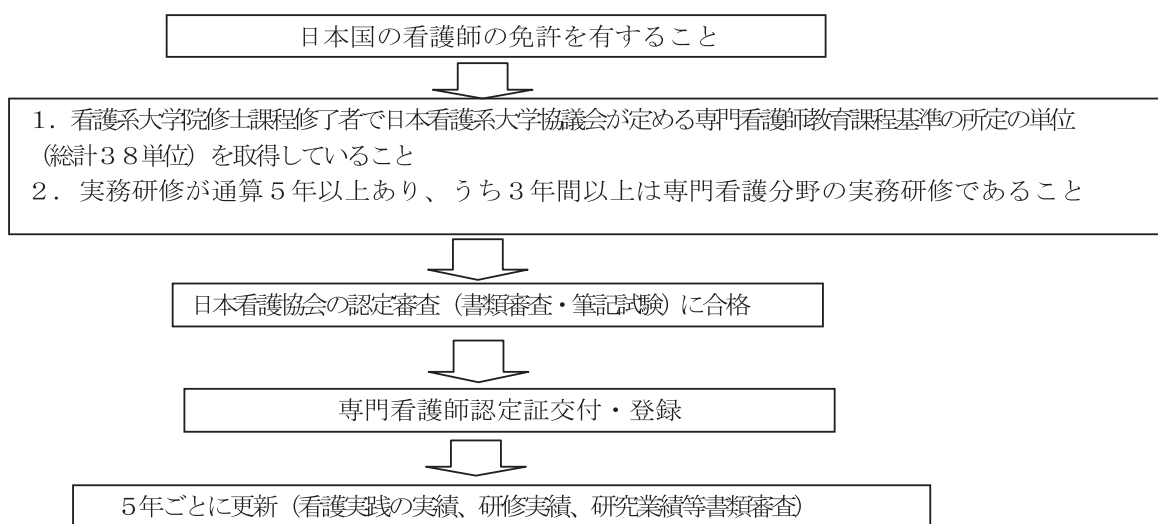 日本国の看護師の免許を有すること
１．看護系大学院修士課程修了者で日本看護系大学協議会が定める専門看護師教育課程基準の所定の単位
（総計３８単位）を取得していること
２．実務研修が通算５年以上あり、うち３年間以上は専門看護分野の実務研修であること
日本看護協会の認定審査（書類審査・筆記試験）に合格
専門看護師認定証交付・登録
５年ごとに更新（看護実践の実績、研修実績、研究業績等書類審査）